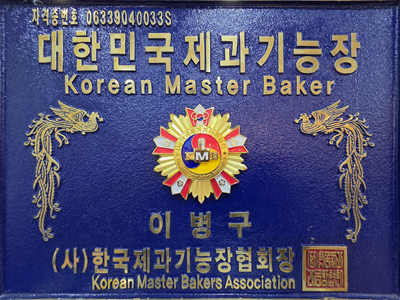 자격증번호 06339040033S
대한민국제과기능장
Korean Master Baker
KMB
이병구
(사)한국제과기능장협회장
Korean Master Bakers Association